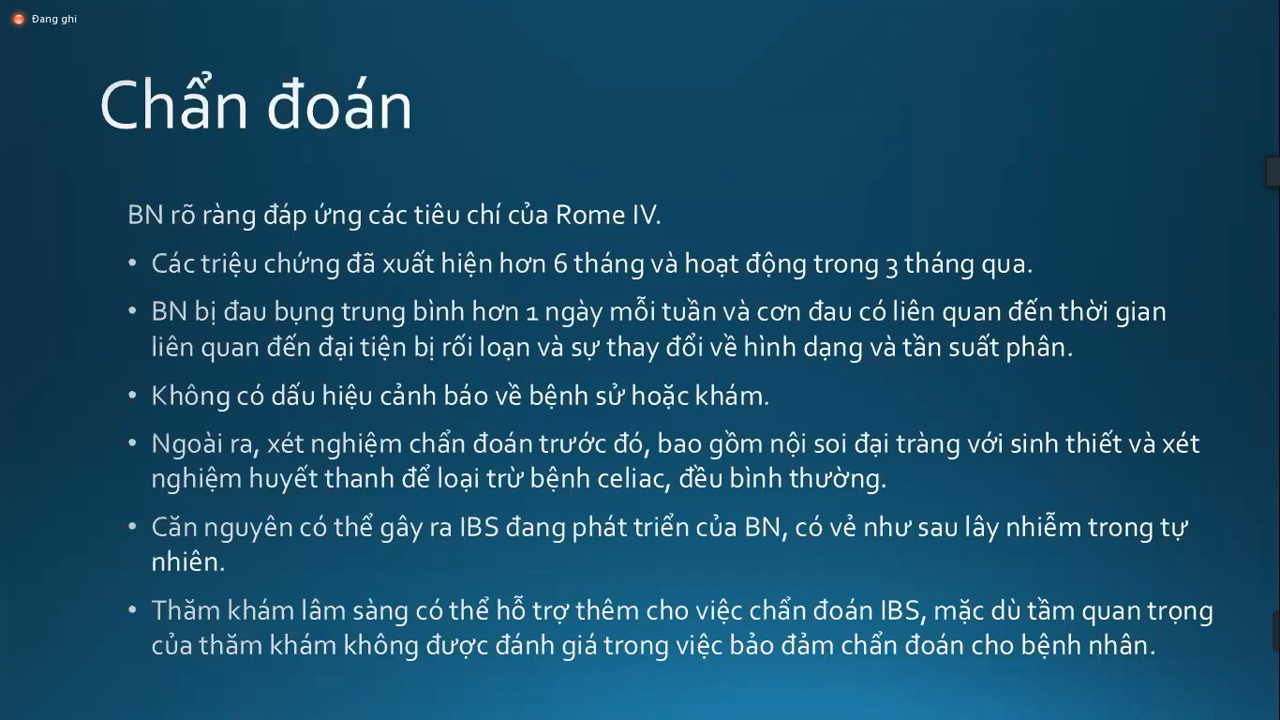 Đang ghi
Chẩn đoán
BN rõ ràng đáp ứng các tiêu chí của Rome IV.
• Các triệu chứng đã xuất hiện hơn 6 tháng và hoạt động trong 3 tháng qua.
• BN bị đau bụng trung bình hơn 1 ngày mỗi tuần và cơn đau có liên quan đến thời gian
liên quan đến đại tiện bị rối loạn và sự thay đổi về hình dạng và tần suất phân.
• Không có dấu hiệu cảnh báo về bệnh sử hoặc khám.
• Ngoài ra, xét nghiệm chẩn đoán trước đó, bao gồm nội soi đại tràng với sinh thiết và xét
nghiệm huyết thanh để loại trừ bệnh celiac, đều bình thường.
• Căn nguyên có thể gây ra IBS đang phát triển của BN, có vẻ như sau lây nhiễm trong tự
nhiên.
• Thăm khám lâm sàng có thể hỗ trợ thêm cho việc chẩn đoán IBS, mặc dù tầm quan trọng
của thăm khám không được đánh giá trong việc bảo đảm chẩn đoán cho bệnh nhân.